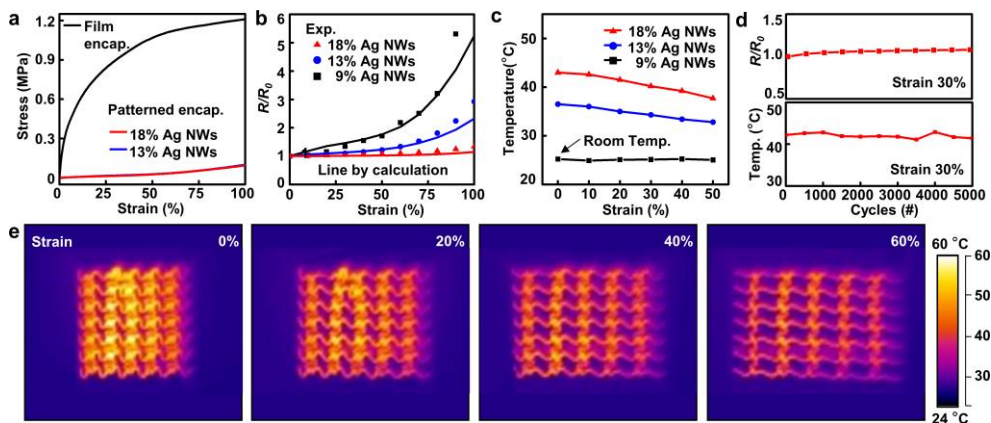 a
Stress (MPa)
1.2
0.9
0.6
0.3
0
Film
encap.
Patterned encap.
18% Ag NWs
13% Ag NWs
0 25 50 75 100
Strain (%)
b
R/R0
6
5
4
3
2
1
0
Exp.
18% Ag NWs
13% Ag NWs
9% Ag NWs
Line by calculation
0 25 50 75 100
Strain (%)
c
Temperature(°C)
50
40
30
20
18% Ag NWs
13% Ag NWs
9% Ag NWs
Room Temp.
0 10 20 30 40 50
Strain (%)
d
R/R0
1.5
1.0
0.5
Strain 30%
Temp. (°C)
50
40
30
Strain 30%
0 1000 2000 3000 4000 5000
Cycles (#)
e
Strain 0%
20%
40%
60%
60 °C
60
50
40
30
24 °C